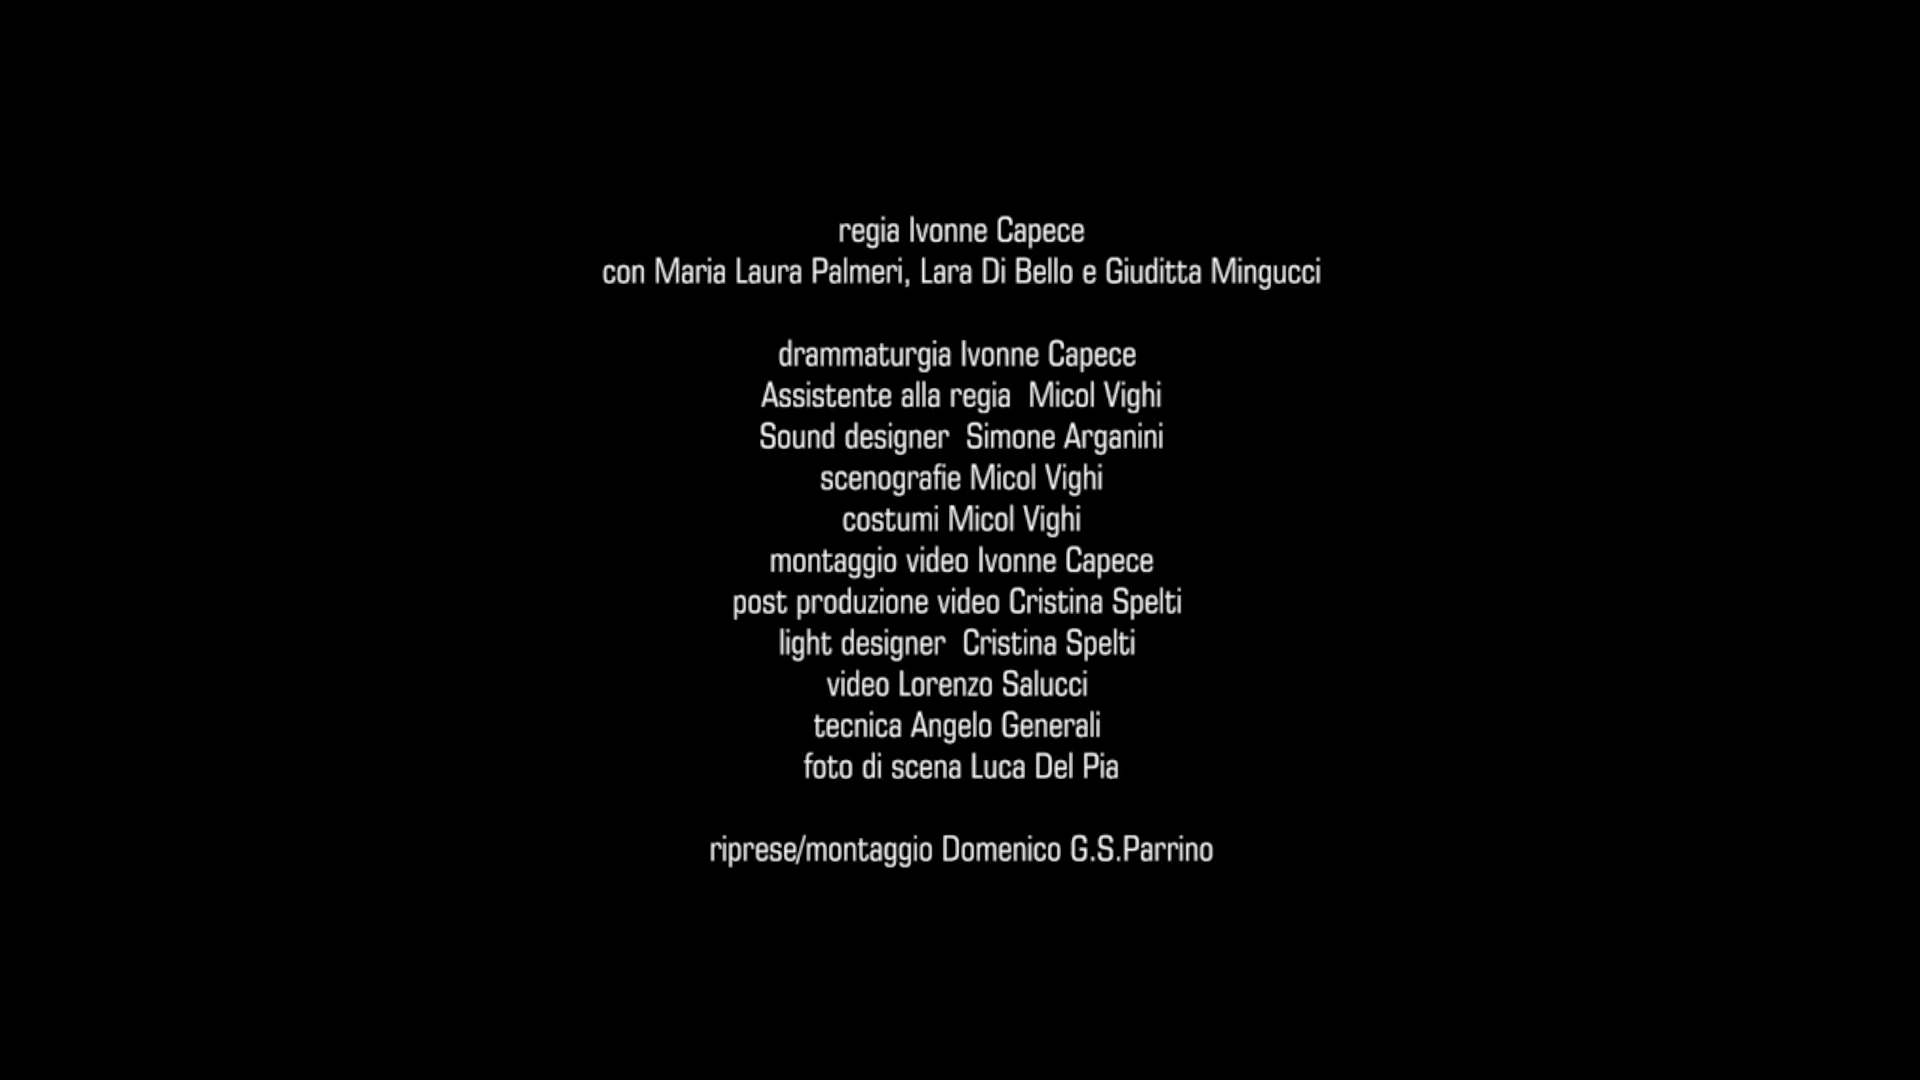 regia Ivonne Capece
con Maria Laura Palmeri, Lara Di Bello e Giuditta Mingucci
drammaturgia Ivonne Capece
Assistente alla regia  Micol Vighi
Sound designer  Simone Arganini
scenografie Micol Vighi
costumi Micol Vighi
montaggio video Ivonne Capece
post produzione video Cristina Spelti
light designer  Cristina Spelti
video Lorenzo Salucci
tecnica Angelo Generali
foto di scena Luca Del Pia
riprese/montaggio Domenico G.S.Parrino